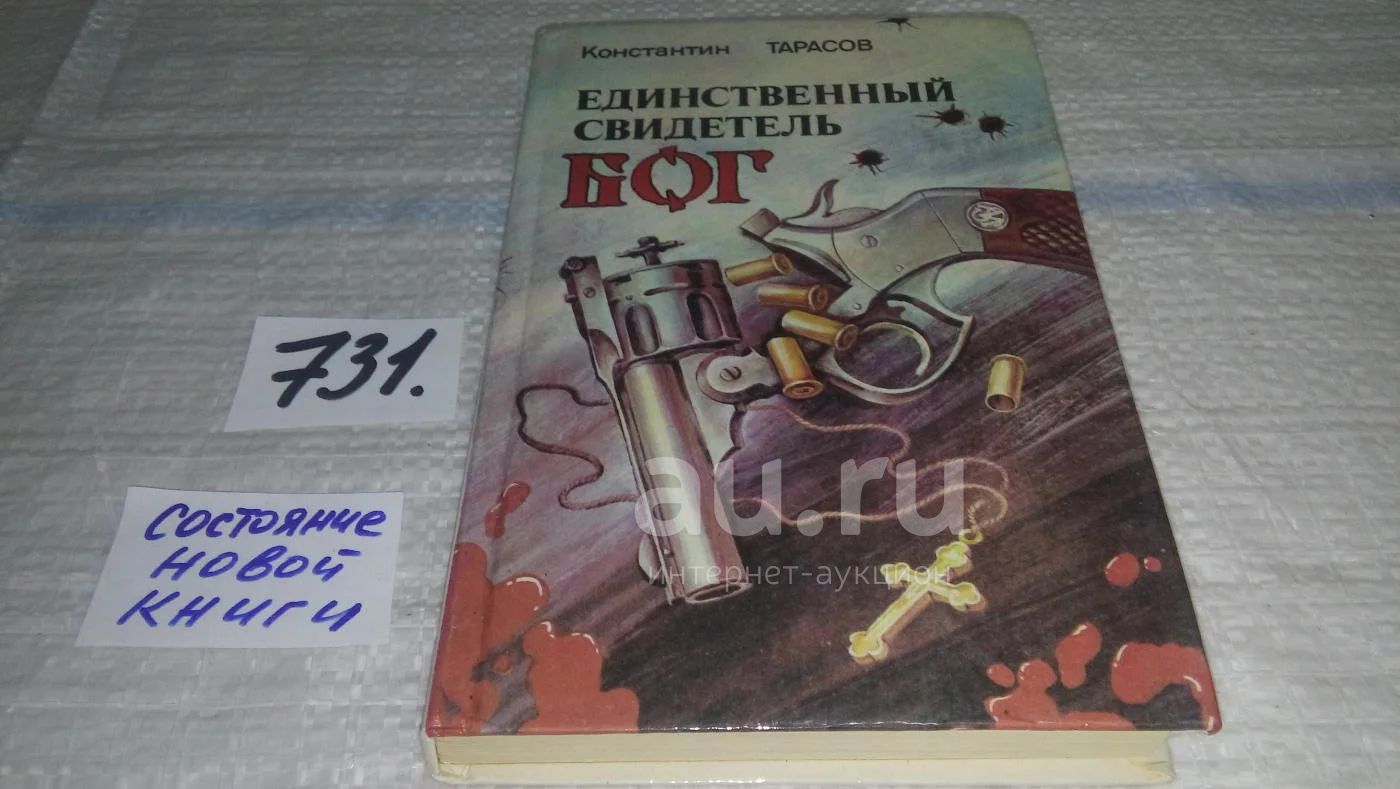 Константин ТАРАСОВ
ЕДИНСТВЕННЫЙ
СВИДЕТЕЛЬ
БОГ
731.
состояние
новой
книги
au.ru
интернет-аукцион